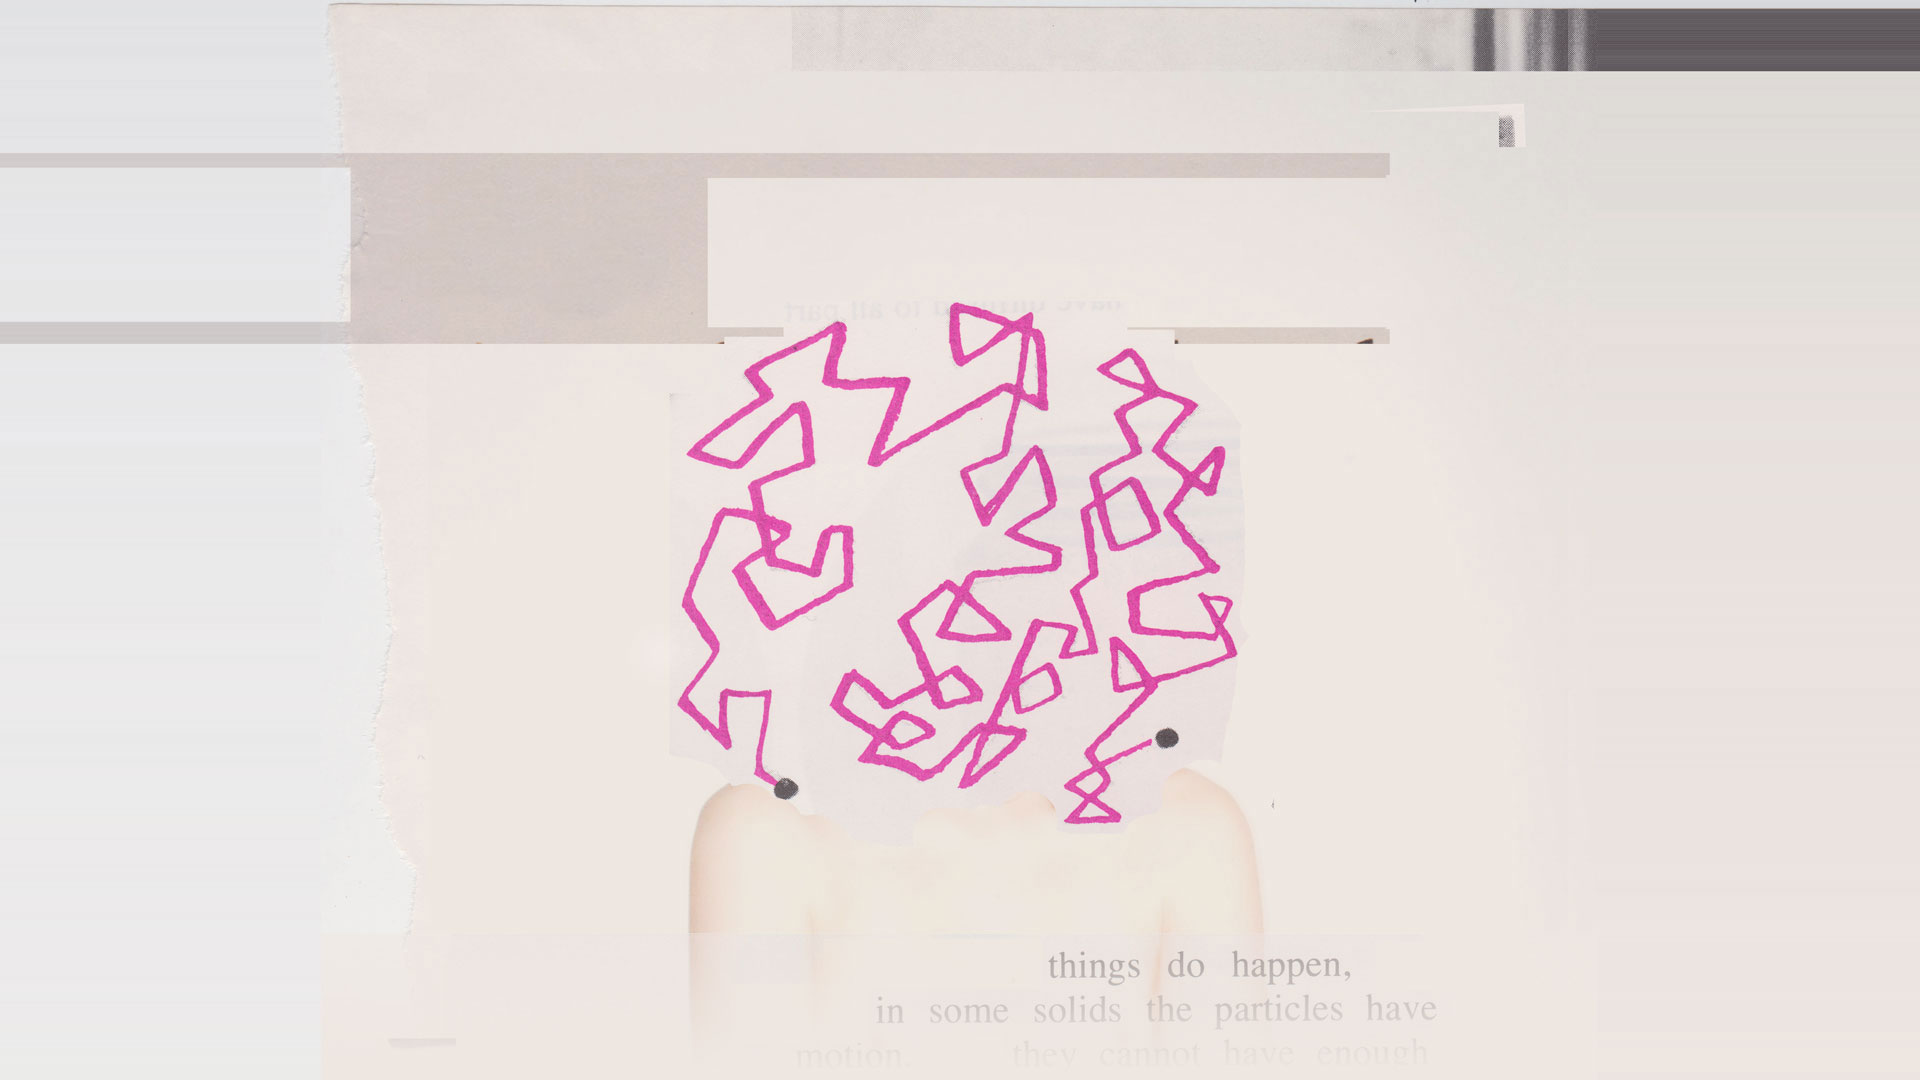 things do happen,
in some solids the particles have
motion. they cannot have enough